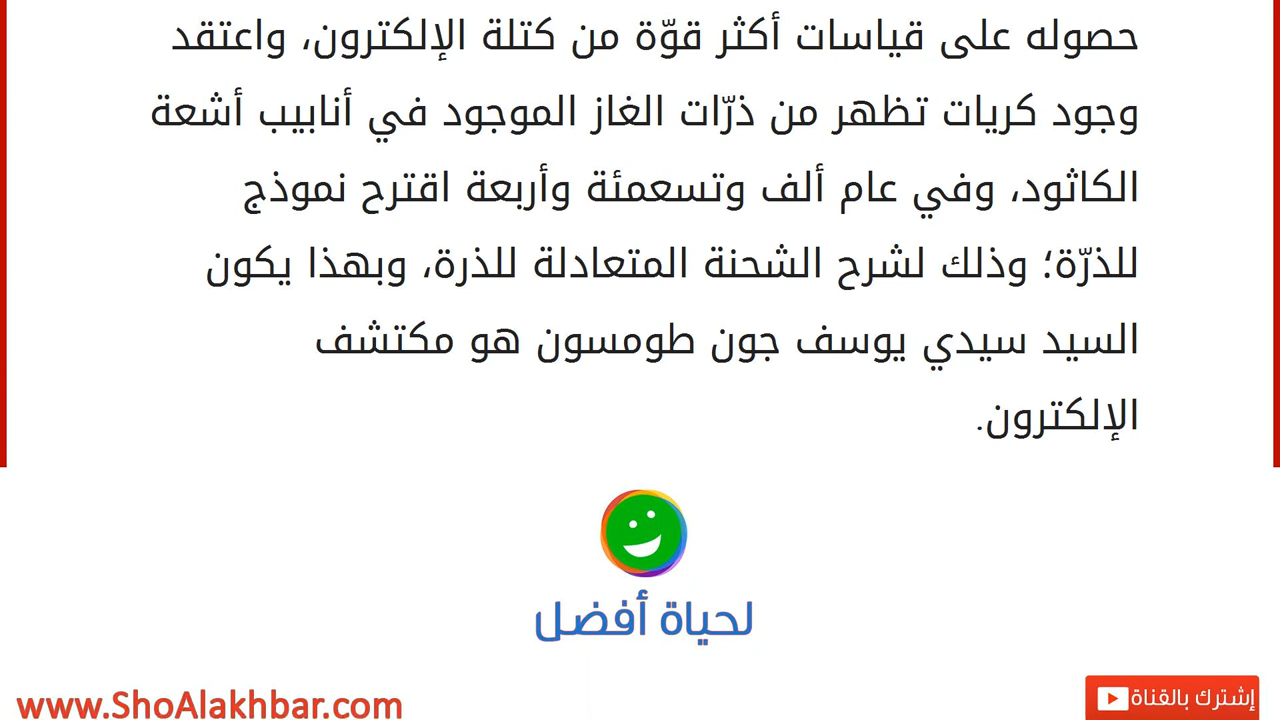 حصوله على قياسات أكثر قوّة من كتلة الإلكترون، واعتقد
وجود كريات تظهر من ذرّات الغاز الموجود في أنابيب أشعة
الكاثود، وفي عام ألف وتسعمئة وأربعة اقترح نموذج
للذرّة؛ وذلك لشرح الشحنة المتعادلة للذرة، وبهذا يكون
السيد سيدي يوسف جون طومسون هو مكتشف
الإلكترون.
لحياة أفضل
www.ShoAlakhbar.com
إشترك بالقناة